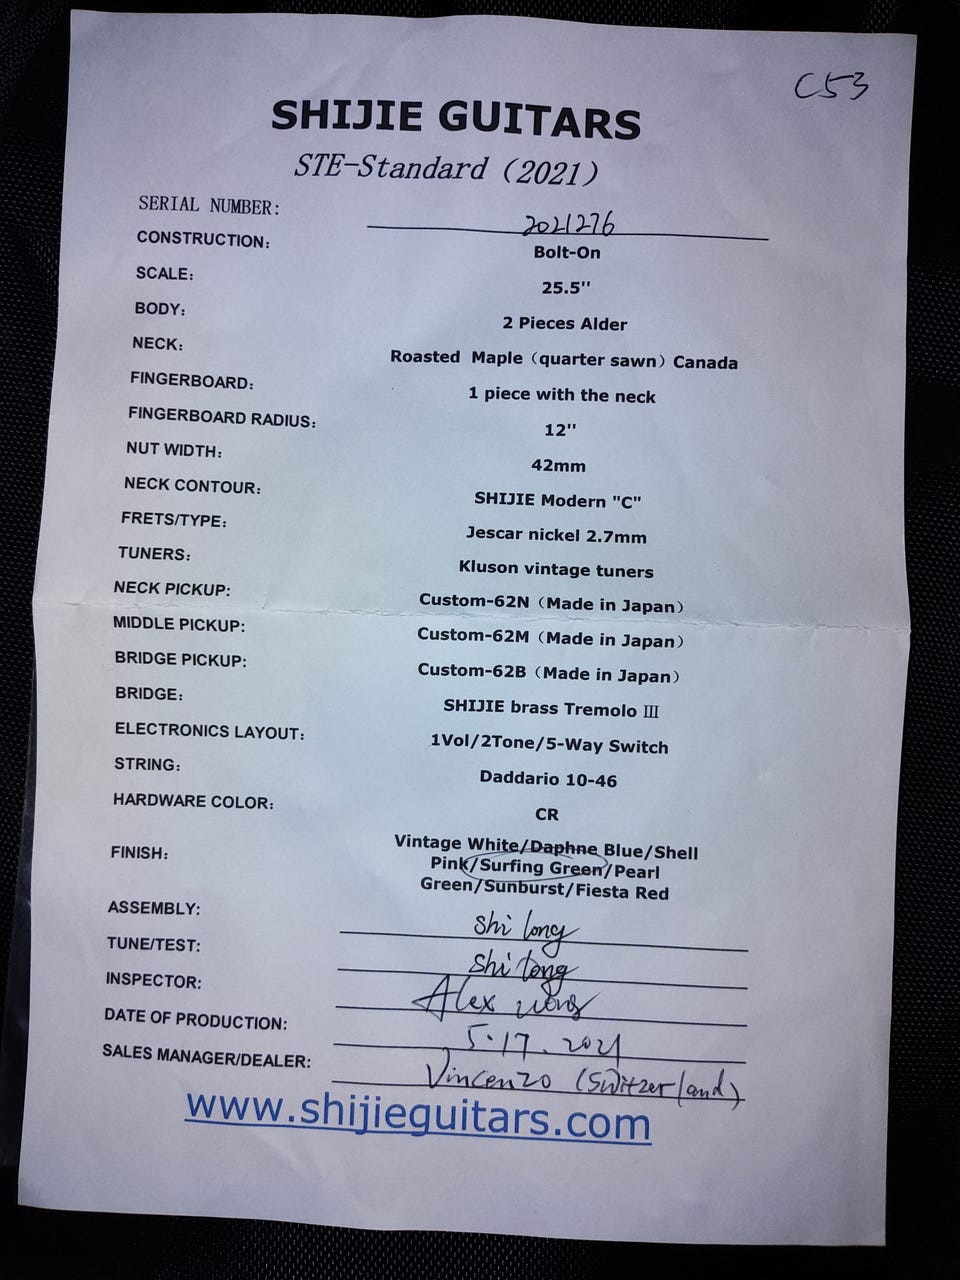 C53
SHIJIE GUITARS
STE-Standard (2021)
SERIAL NUMBER: 2021276
CONSTRUCTION: Bolt-On
SCALE: 25.5''
BODY: 2 Pieces Alder
NECK: Roasted Maple (quarter sawn) Canada
FINGERBOARD: 1 piece with the neck
FINGERBOARD RADIUS: 12''
NUT WIDTH: 42mm
NECK CONTOUR: SHIJIE Modern "C"
FRETS/TYPE: Jescar nickel 2.7mm
TUNERS: Kluson vintage tuners
NECK PICKUP: Custom-62N (Made in Japan)
MIDDLE PICKUP: Custom-62M (Made in Japan)
BRIDGE PICKUP: Custom-62B (Made in Japan)
BRIDGE: SHIJIE brass Tremolo III
ELECTRONICS LAYOUT: 1Vol/2Tone/5-Way Switch
STRING: Daddario 10-46
HARDWARE COLOR: CR
Vintage White/Daphne Blue/Shell
FINISH: Pink/Surfing Green/Pearl
Green/Sunburst/Fiesta Red
ASSEMBLY: Shi long
TUNE/TEST: Shi long
INSPECTOR: Alex wong
DATE OF PRODUCTION: 5.17.2021
SALES MANAGER/DEALER: Vincenzo (Switzerland)
www.shijieguitars.com